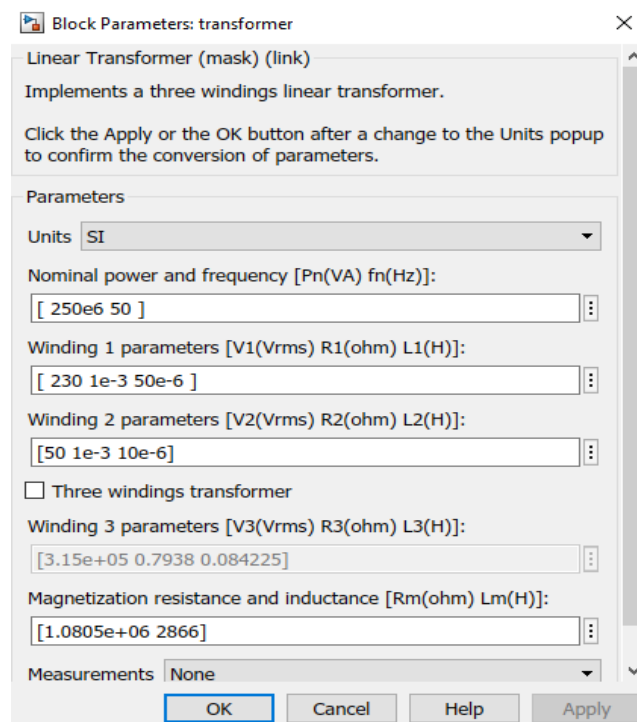 Block Parameters: transformer
Linear Transformer (mask) (link)
Implements a three windings linear transformer.
Click the Apply or the OK button after a change to the Units popup
to confirm the conversion of parameters.
Parameters
Units SI
Nominal power and frequency [Pn(VA) fn(Hz)]:
[ 250e6 50 ]
Winding 1 parameters [V1(Vrms) R1(ohm) L1(H)]:
[ 230 1e-3 50e-6 ]
Winding 2 parameters [V2(Vrms) R2(ohm) L2(H)]:
[50 1e-3 10e-6]
Three windings transformer
Winding 3 parameters [V3(Vrms) R3(ohm) L3(H)]:
[3.15e+05 0.7938 0.084225]
Magnetization resistance and inductance [Rm(ohm) Lm(H)]:
[1.0805e+06 2866]
Measurements None
OK Cancel Help Apply